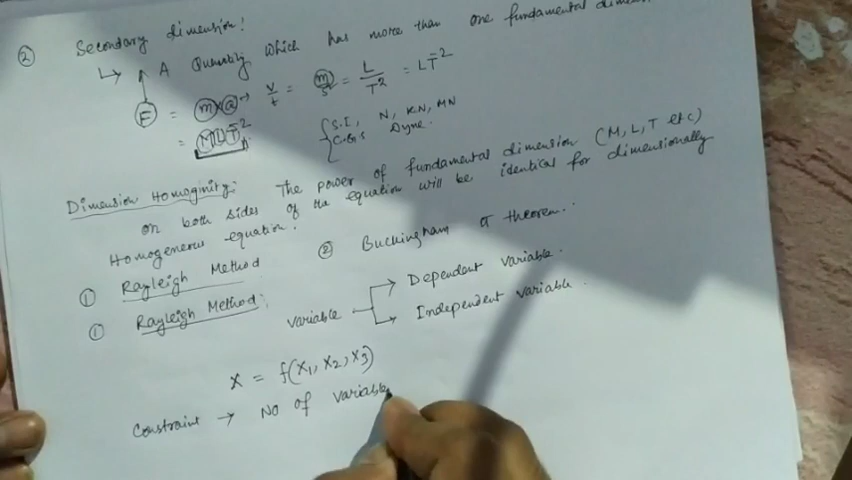 ② Secondary dimension!
↳ A Quantity which has more than one fundamental dimen
F = m × a → v/t = m/s² = L/T² = LT⁻²
= MLT⁻²
{ S.I, N, KN, MN
C.G.S Dyne.
Dimension Homoginity: The power of fundamental dimension (M, L, T etc)
on both sides of the equation will be identical for dimensionally
Homogeneous equation.
① Rayleigh Method ② Buckingham π theorem.
① Rayleigh Method:
Variable → Dependent variable.
→ Independent variable.
X = f(X₁, X₂, X₃)
Constraint → No of variable